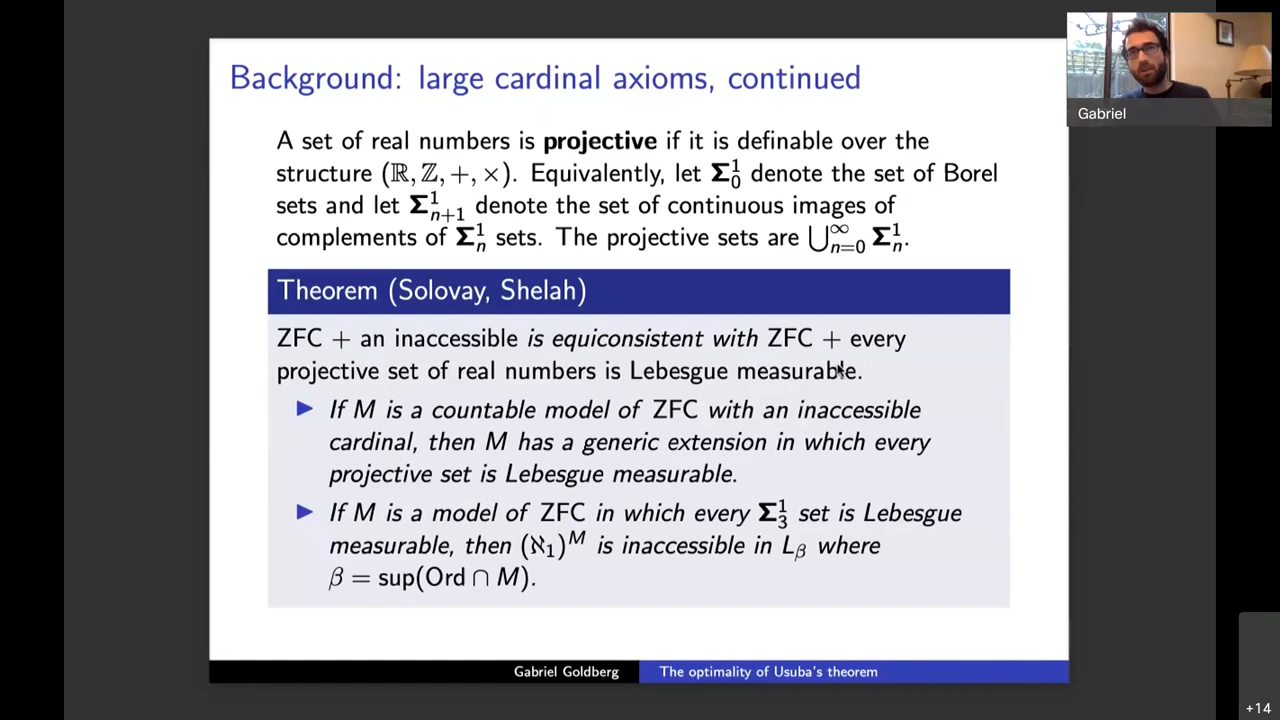 Background: large cardinal axioms, continued
A set of real numbers is projective if it is definable over the
structure (ℝ, ℤ, +, ×). Equivalently, let 𝚺¹₀ denote the set of Borel
sets and let 𝚺¹ₙ₊₁ denote the set of continuous images of
complements of 𝚺¹ₙ sets. The projective sets are ⋃∞ₙ₌₀ 𝚺¹ₙ.
Theorem (Solovay, Shelah)
ZFC + an inaccessible is equiconsistent with ZFC + every
projective set of real numbers is Lebesgue measurable.
▶ If M is a countable model of ZFC with an inaccessible
cardinal, then M has a generic extension in which every
projective set is Lebesgue measurable.
▶ If M is a model of ZFC in which every 𝚺¹₃ set is Lebesgue
measurable, then (ℵ₁)ᴹ is inaccessible in Lᵦ where
β = sup(Ord ∩ M).
Gabriel Goldberg
The optimality of Usuba's theorem
Gabriel
+14